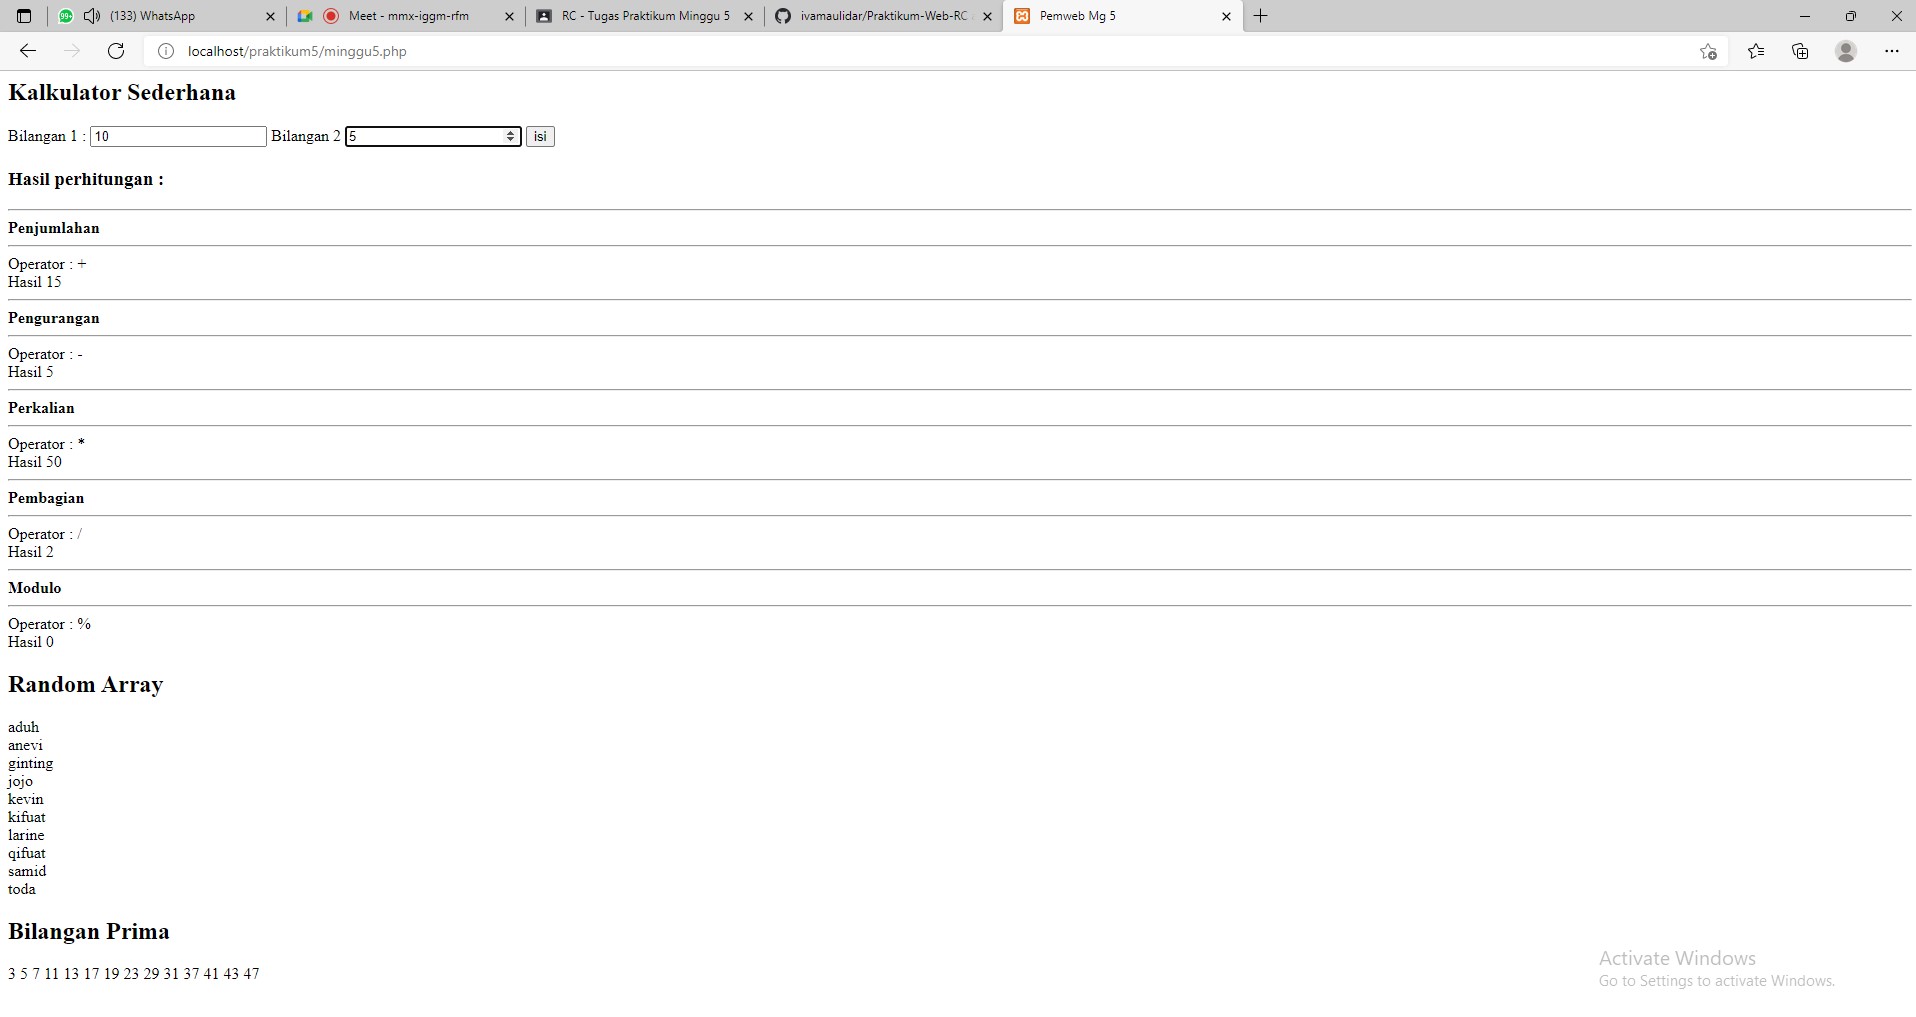 99+ (133) WhatsApp
Meet - mmx-iggm-rfm
RC - Tugas Praktikum Minggu 5
ivamaulidar/Praktikum-Web-RC
Pemweb Mg 5
localhost/praktikum5/minggu5.php
Kalkulator Sederhana
Bilangan 1 : 10 Bilangan 2 5 isi
Hasil perhitungan :
Penjumlahan
Operator : +
Hasil 15
Pengurangan
Operator : -
Hasil 5
Perkalian
Operator : *
Hasil 50
Pembagian
Operator : /
Hasil 2
Modulo
Operator : %
Hasil 0
Random Array
aduh
anevi
ginting
jojo
kevin
kifuat
larine
qifuat
samid
toda
Bilangan Prima
3 5 7 11 13 17 19 23 29 31 37 41 43 47
Activate Windows
Go to Settings to activate Windows.